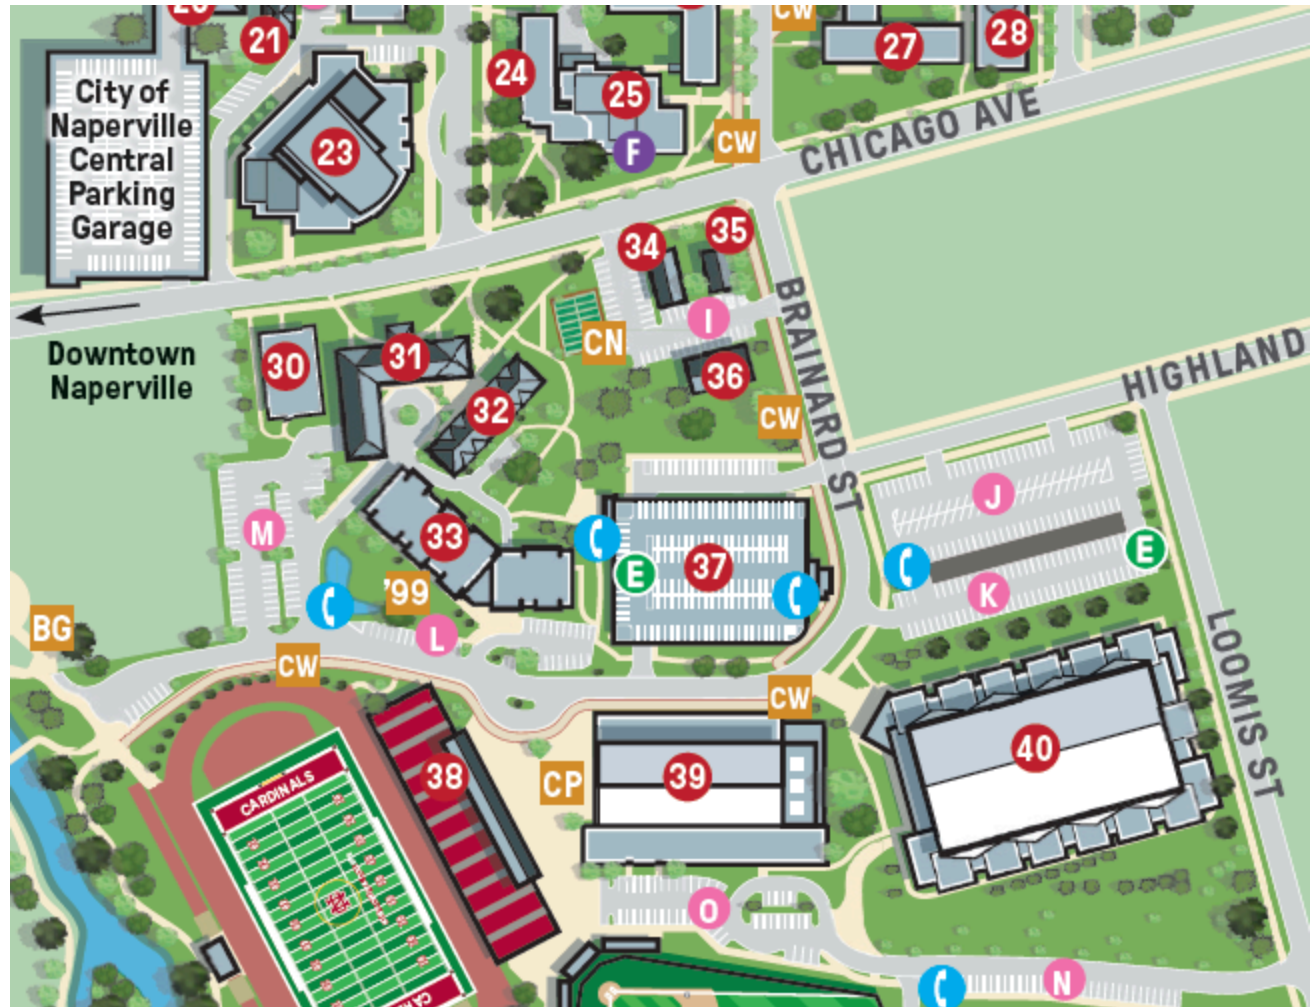 CW
20
21
27
28
24
25
City of
Naperville
Central
Parking
Garage
23
F
CW
CHICAGO AVE
34
35
I
BRAINARD ST
CN
HIGHLAND
Downtown
Naperville
30
31
32
36
CW
M
33
37
E
J
E
K
'99
BG
L
CW
CW
LOOMIS ST
38
CP
39
40
CARDINALS
O
N